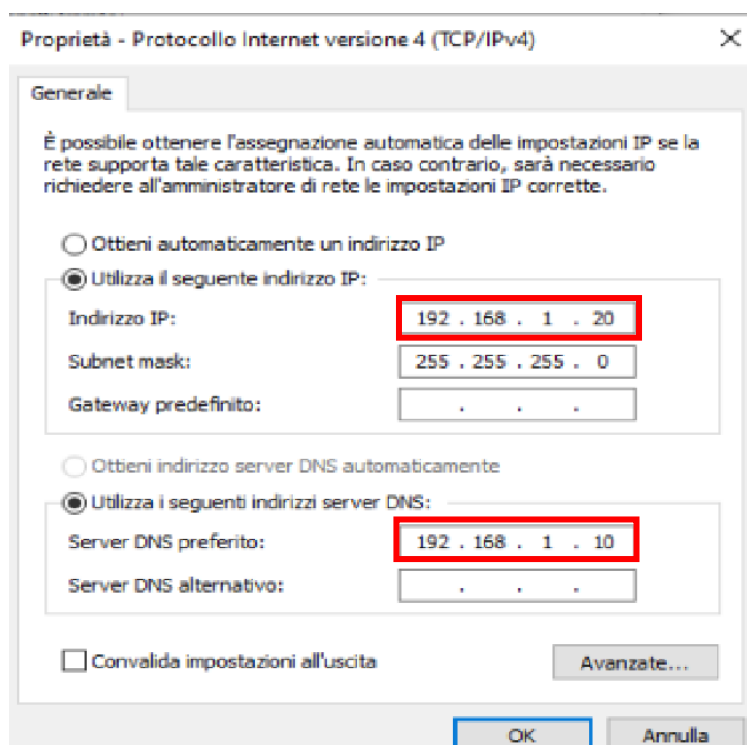 Proprietà - Protocollo Internet versione 4 (TCP/IPv4)
Generale
È possibile ottenere l'assegnazione automatica delle impostazioni IP se la
rete supporta tale caratteristica. In caso contrario, sarà necessario
richiedere all'amministratore di rete le impostazioni IP corrette.
Ottieni automaticamente un indirizzo IP
Utilizza il seguente indirizzo IP:
Indirizzo IP: 192 . 168 . 1 . 20
Subnet mask: 255 . 255 . 255 . 0
Gateway predefinito: . . .
Ottieni indirizzo server DNS automaticamente
Utilizza i seguenti indirizzi server DNS:
Server DNS preferito: 192 . 168 . 1 . 10
Server DNS alternativo: . . .
Convalida impostazioni all'uscita
Avanzate...
OK Annulla